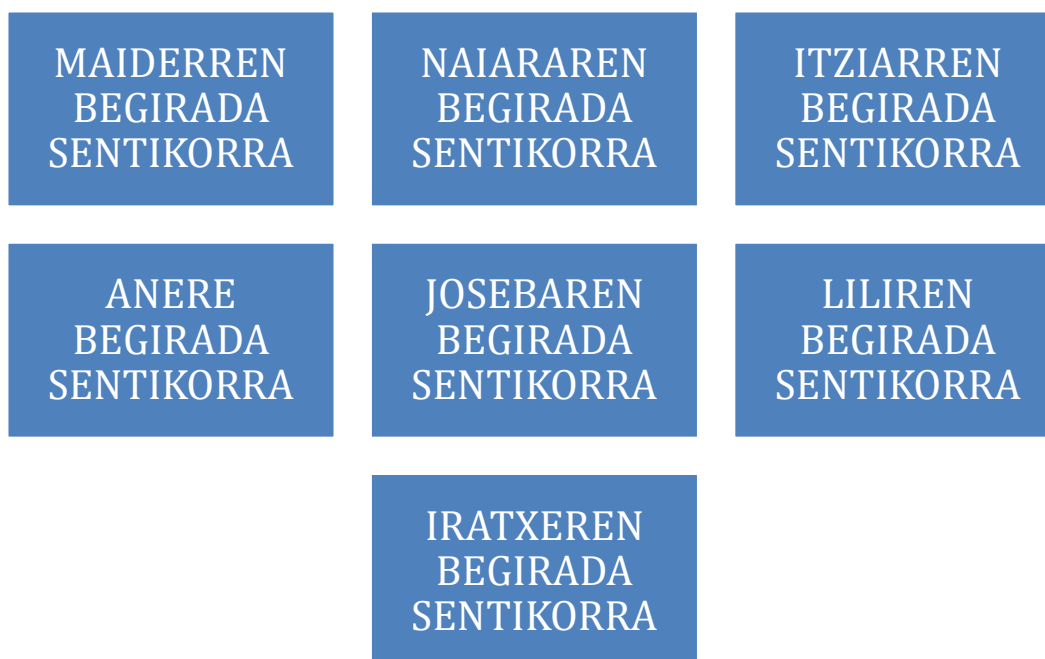 MAIDERREN
BEGIRADA
SENTIKORRA
NAIARAREN
BEGIRADA
SENTIKORRA
ITZIARREN
BEGIRADA
SENTIKORRA
ANERE
BEGIRADA
SENTIKORRA
JOSEBAREN
BEGIRADA
SENTIKORRA
LILIREN
BEGIRADA
SENTIKORRA
IRATXEREN
BEGIRADA
SENTIKORRA